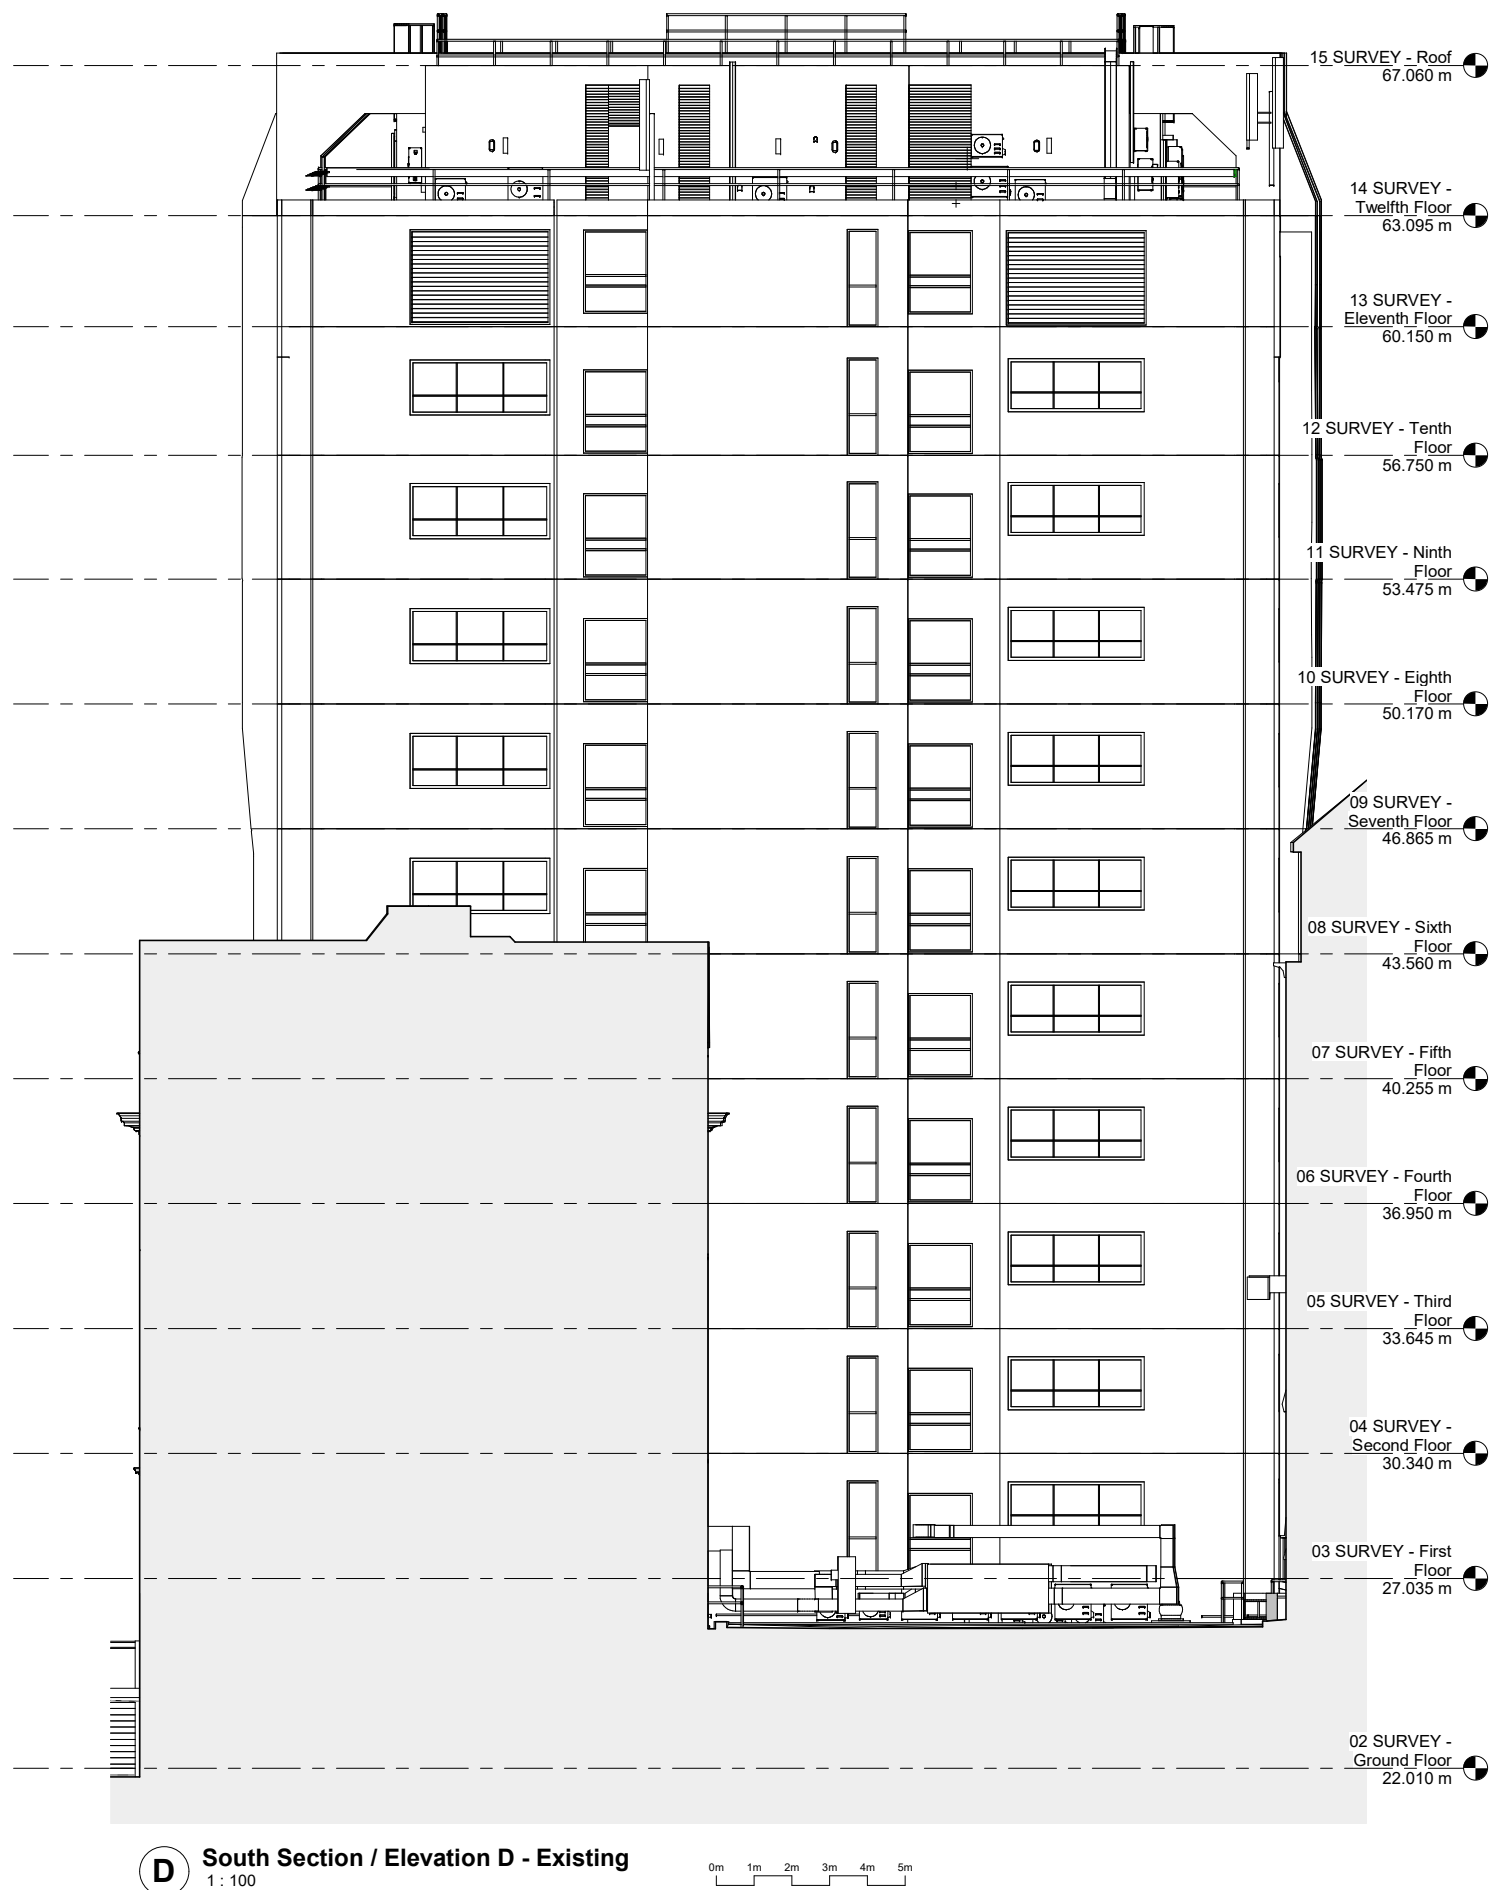 15 SURVEY - Roof
67.060 m
14 SURVEY -
Twelfth Floor
63.095 m
13 SURVEY -
Eleventh Floor
60.150 m
12 SURVEY - Tenth
Floor
56.750 m
11 SURVEY - Ninth
Floor
53.475 m
10 SURVEY - Eighth
Floor
50.170 m
09 SURVEY -
Seventh Floor
46.865 m
08 SURVEY - Sixth
Floor
43.560 m
07 SURVEY - Fifth
Floor
40.255 m
06 SURVEY - Fourth
Floor
36.950 m
05 SURVEY - Third
Floor
33.645 m
04 SURVEY -
Second Floor
30.340 m
03 SURVEY - First
Floor
27.035 m
02 SURVEY -
Ground Floor
22.010 m
D South Section / Elevation D - Existing
1 : 100
0m 1m 2m 3m 4m 5m